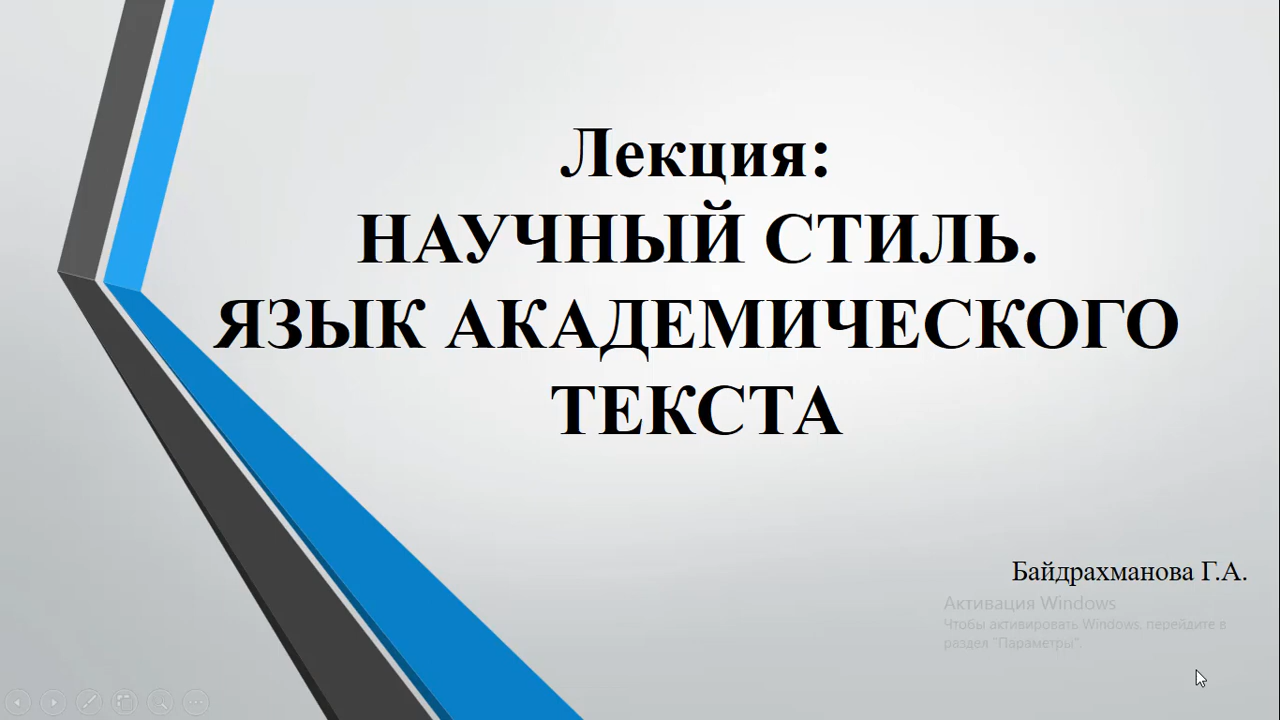 Лекция:
НАУЧНЫЙ СТИЛЬ.
ЯЗЫК АКАДЕМИЧЕСКОГО
ТЕКСТА
Байдрахманова Г.А.
Активация Windows
Чтобы активировать Windows, перейдите в
раздел "Параметры".